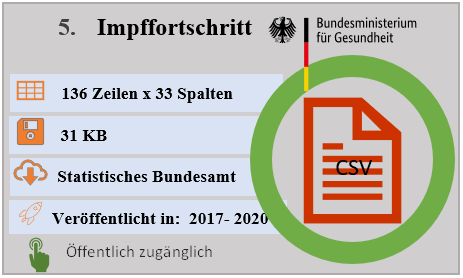 5. Impffortschritt
Bundesministerium
für Gesundheit
136 Zeilen x 33 Spalten
31 KB
CSV
Statistisches Bundesamt
Veröffentlicht in: 2017- 2020
Öffentlich zugänglich